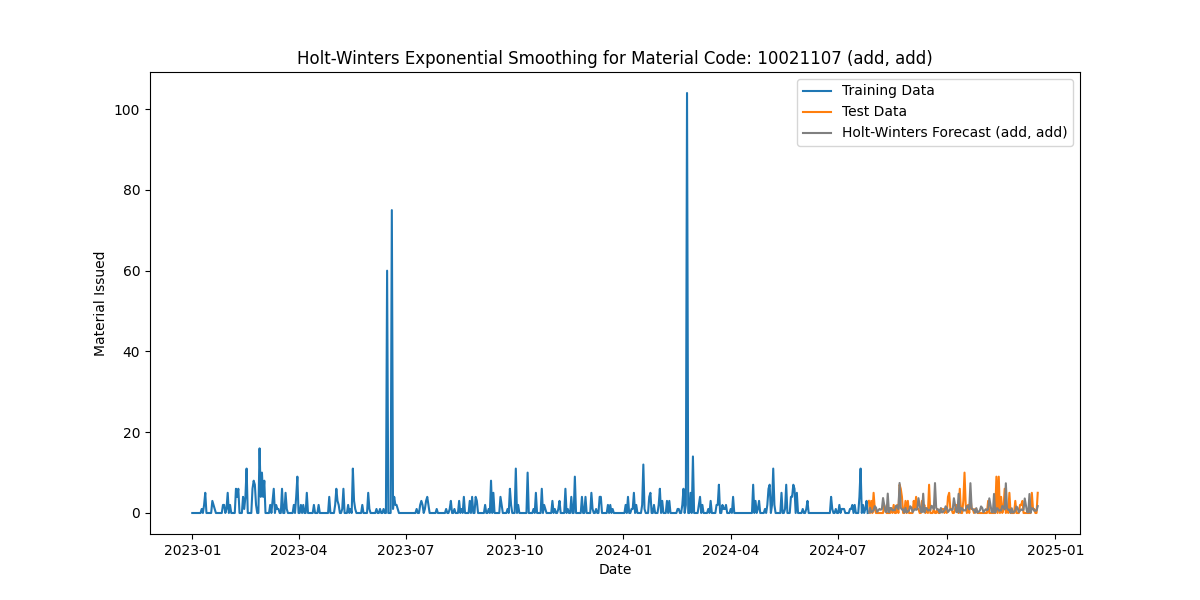 Holt-Winters Exponential Smoothing for Material Code: 10021107 (add, add)
Training Data
Test Data
Holt-Winters Forecast (add, add)
Material Issued
100
80
60
40
20
0
2023-01 2023-04 2023-07 2023-10 2024-01 2024-04 2024-07 2024-10 2025-01
Date